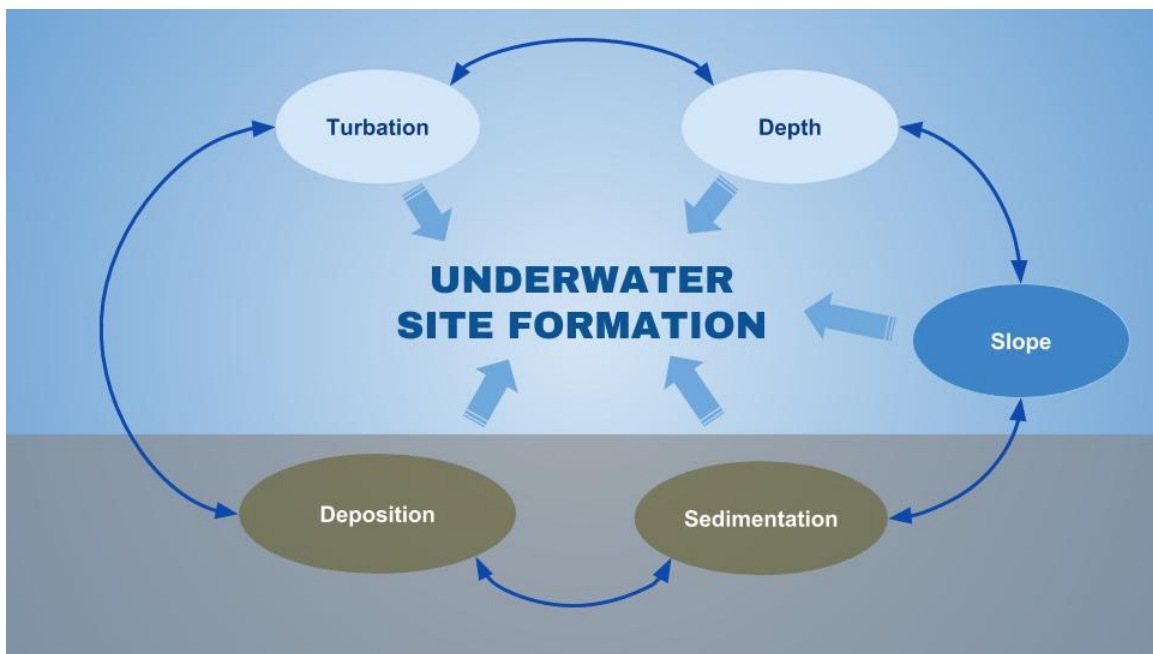 Turbation
Depth
UNDERWATER
SITE FORMATION
Slope
Deposition
Sedimentation